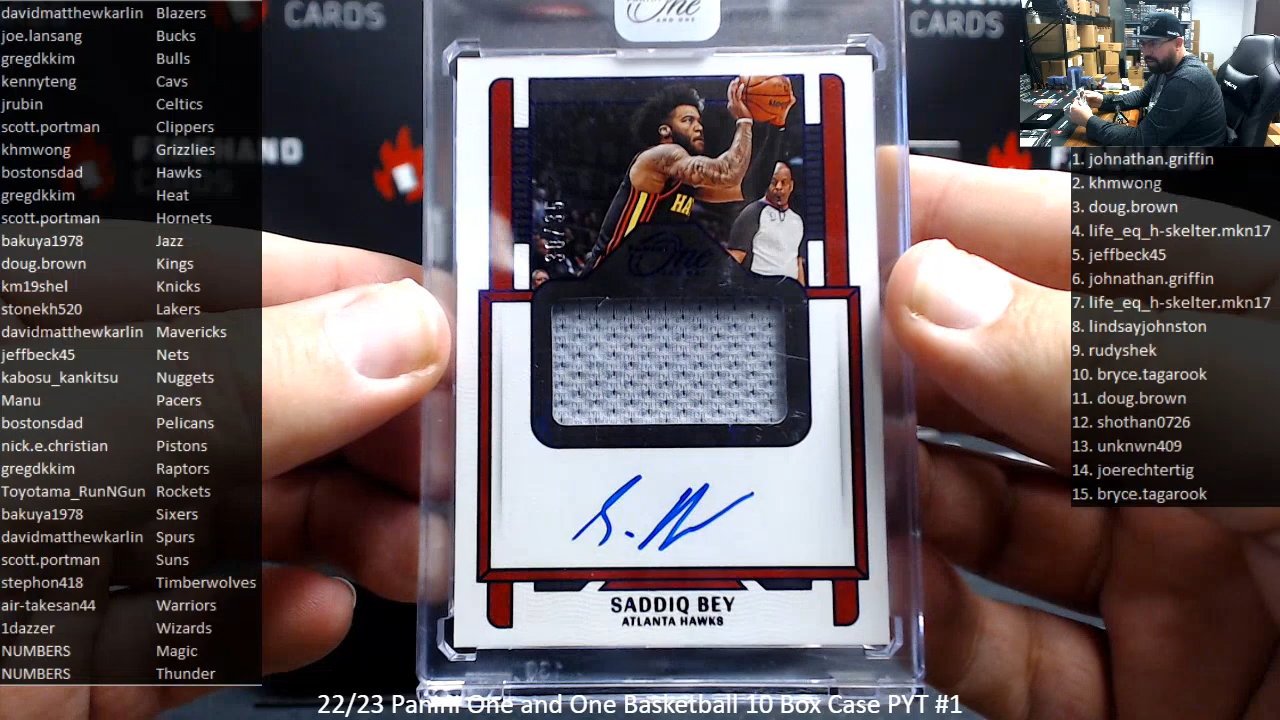 davidmatthewkarlin Blazers
joe.lansang Bucks
gregdkkim Bulls
kennyteng Cavs
jrubin Celtics
scott.portman Clippers
khmwong Grizzlies
bostonsdad Hawks
gregdkkim Heat
scott.portman Hornets
bakuya1978 Jazz
doug.brown Kings
km19shel Knicks
stonekh520 Lakers
davidmatthewkarlin Mavericks
jeffbeck45 Nets
kabosu_kankitsu Nuggets
Manu Pacers
bostonsdad Pelicans
nick.e.christian Pistons
gregdkkim Raptors
Toyotama_RunNGun Rockets
bakuya1978 Sixers
davidmatthewkarlin Spurs
scott.portman Suns
stephon418 Timberwolves
air-takesan44 Warriors
1dazzer Wizards
NUMBERS Magic
NUMBERS Thunder
CARDS
One
AND ONE
CARDS
HA
30/35
One
SADDIQ BEY
ATLANTA HAWKS
1. johnathan.griffin
2. khmwong
3. doug.brown
4. life_eq_h-skelter.mkn17
5. jeffbeck45
6. johnathan.griffin
7. life_eq_h-skelter.mkn17
8. lindsayjohnston
9. rudyshek
10. bryce.tagarook
11. doug.brown
12. shothan0726
13. unknwn409
14. joerechtertig
15. bryce.tagarook
22/23 Panini One and One Basketball 10 Box Case PYT #1